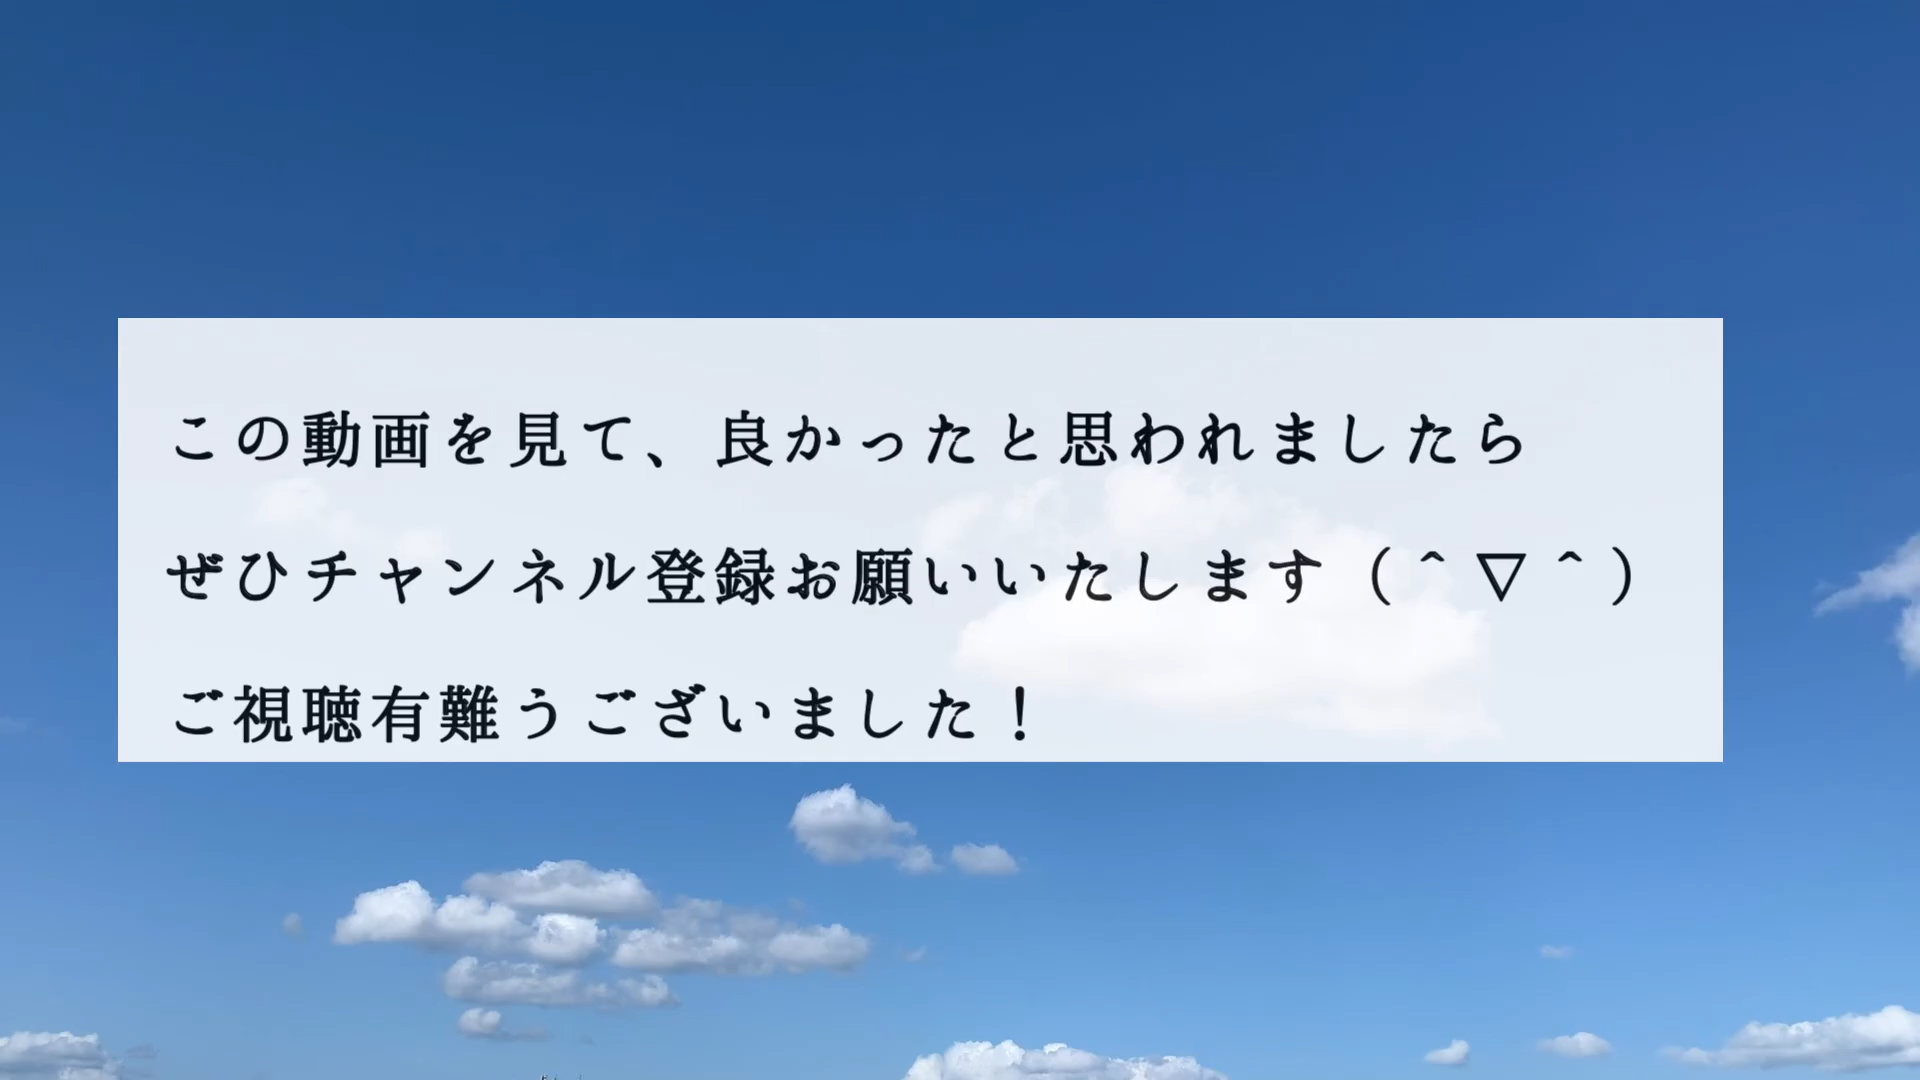 この動画を見て、良かったと思われましたら
ぜひチャンネル登録お願いいたします（＾▽＾）
ご視聴有難うございました！